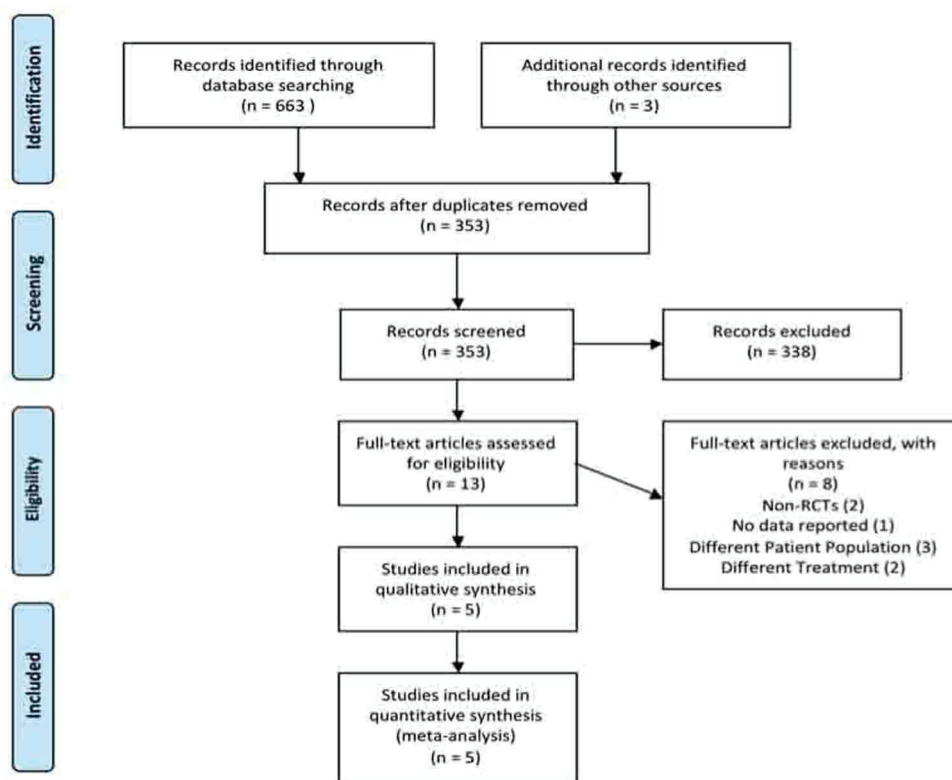 Identification
Records identified through
database searching
(n = 663 )
Additional records identified
through other sources
(n = 3)
Records after duplicates removed
(n = 353)
Screening
Records screened
(n = 353)
Records excluded
(n = 338)
Eligibility
Full-text articles assessed
for eligibility
(n = 13)
Full-text articles excluded, with
reasons
(n = 8)
Non-RCTs (2)
No data reported (1)
Different Patient Population (3)
Different Treatment (2)
Studies included in
qualitative synthesis
(n = 5)
Included
Studies included in
quantitative synthesis
(meta-analysis)
(n = 5)